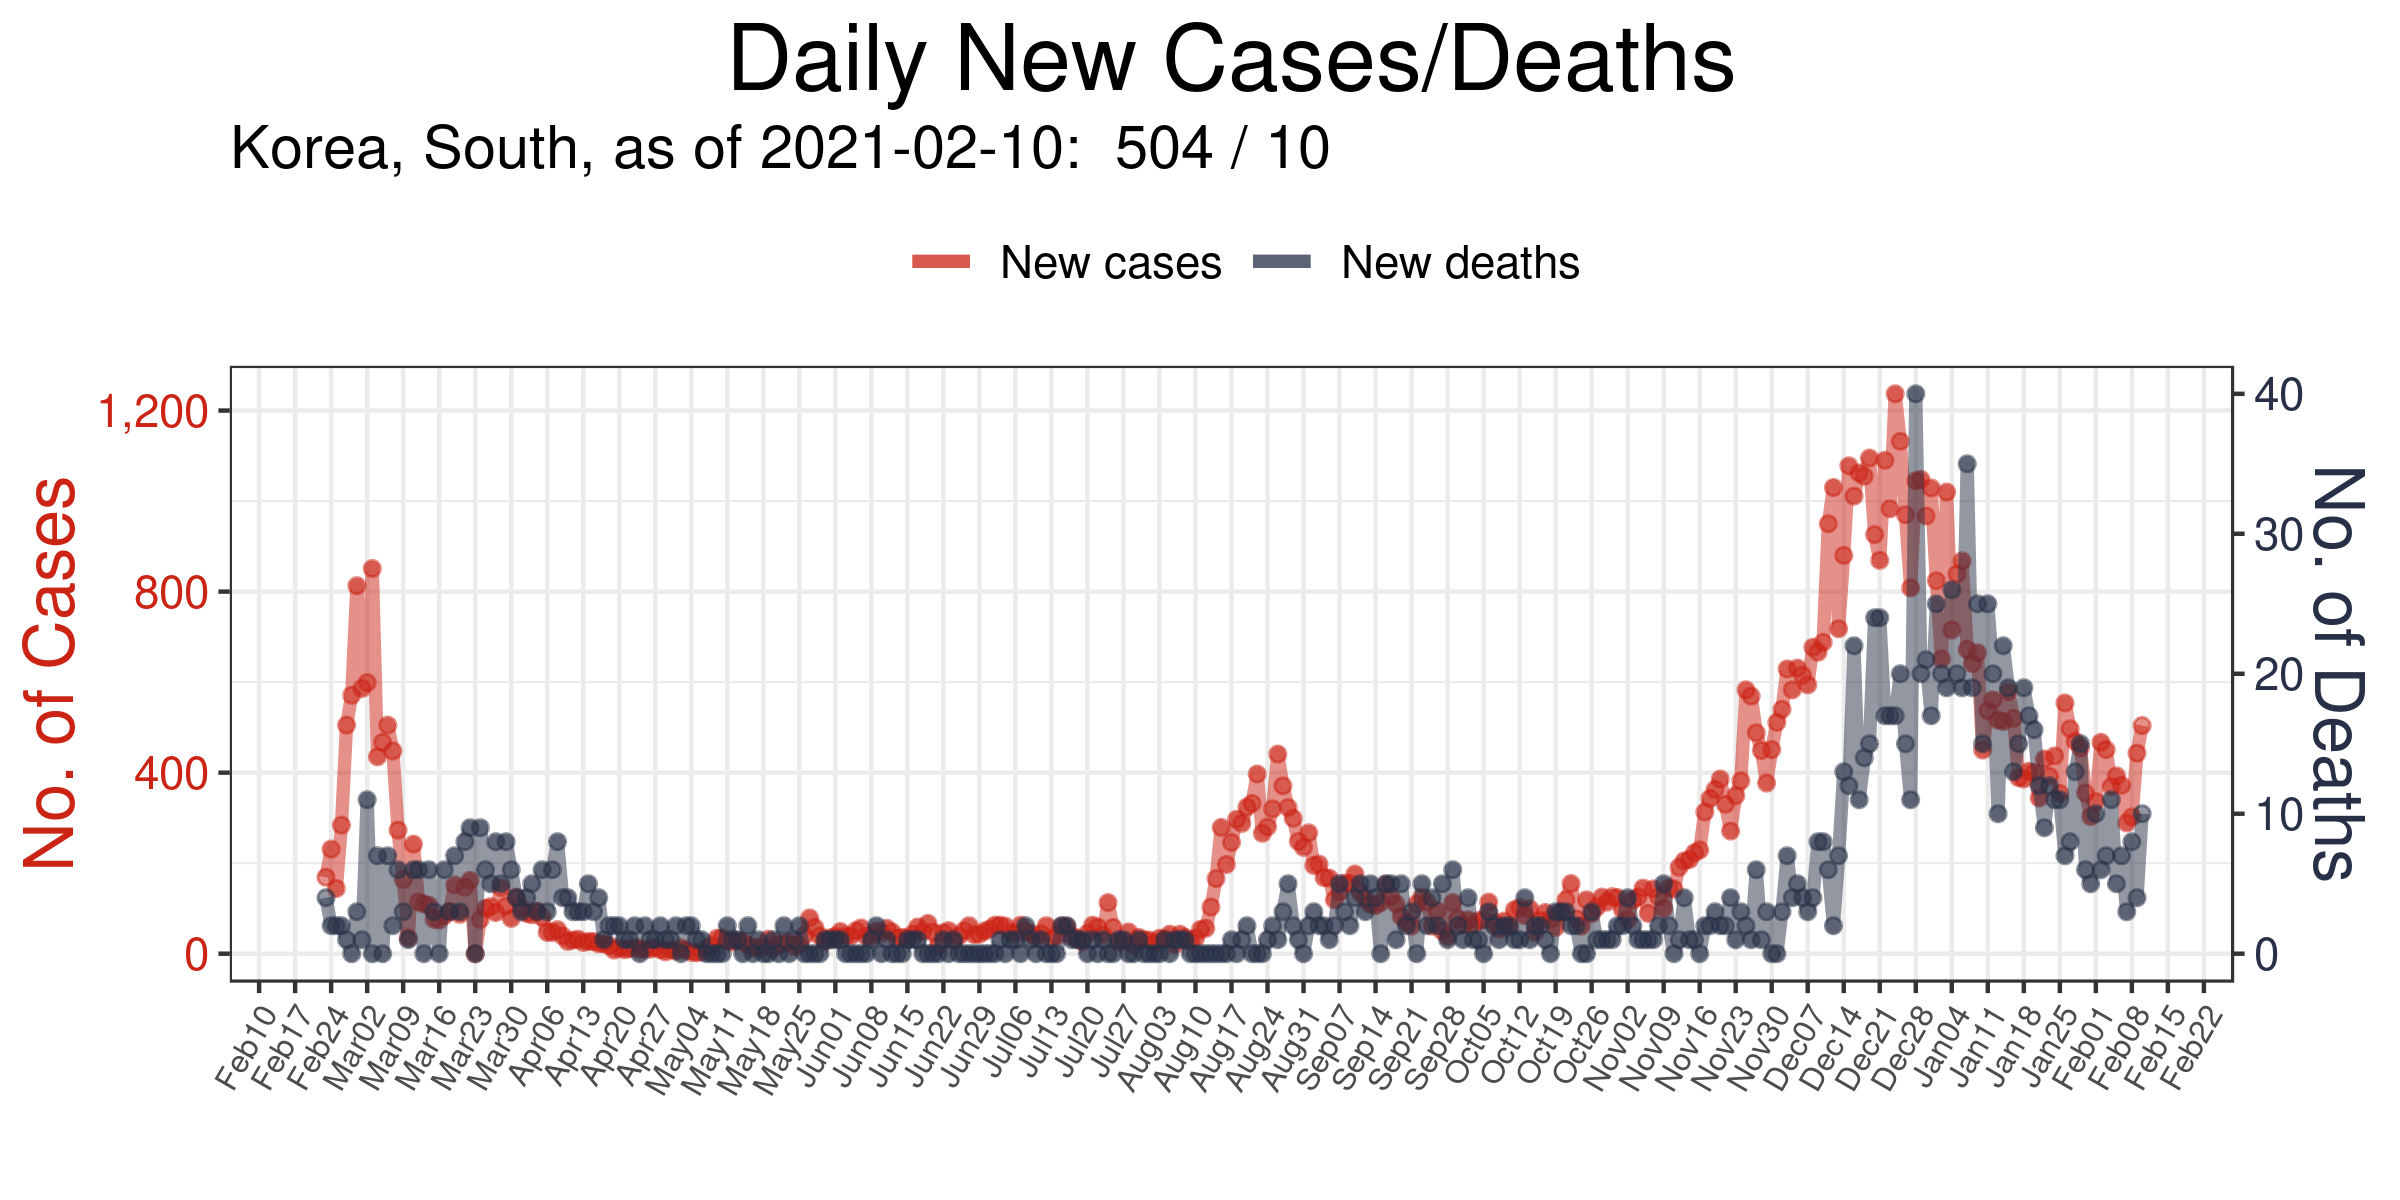 Daily New Cases/Deaths
Korea, South, as of 2021-02-10:  504 / 10
New cases New deaths
No. of Cases
1,200
800
400
0
40
30
20
10
0
No. of Deaths
Feb10 Feb17 Feb24 Mar02 Mar09 Mar16 Mar23 Mar30 Apr06 Apr13 Apr20 Apr27 May04 May11 May18 May25 Jun01 Jun08 Jun15 Jun22 Jun29 Jul06 Jul13 Jul20 Jul27 Aug03 Aug10 Aug17 Aug24 Aug31 Sep07 Sep14 Sep21 Sep28 Oct05 Oct12 Oct19 Oct26 Nov02 Nov09 Nov16 Nov23 Nov30 Dec07 Dec14 Dec21 Dec28 Jan04 Jan11 Jan18 Jan25 Feb01 Feb08 Feb15 Feb22